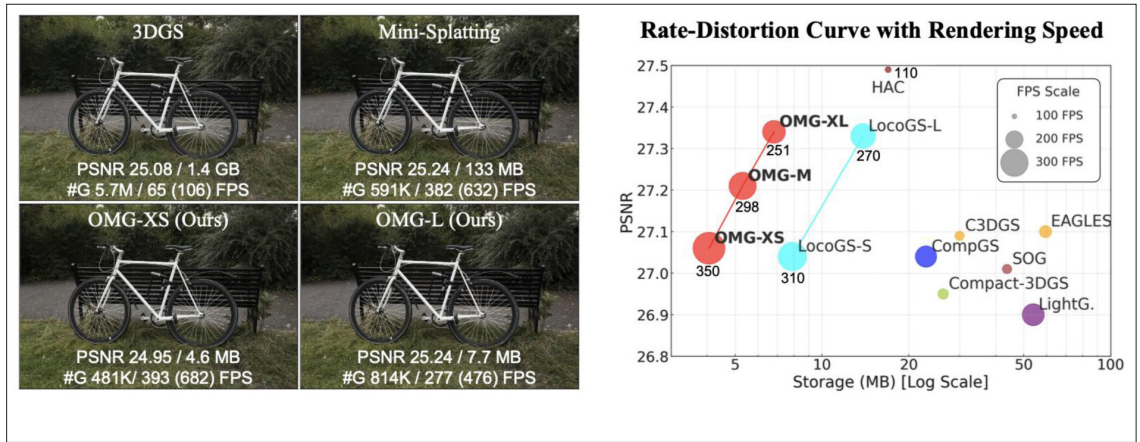 3DGS
PSNR 25.08 / 1.4 GB
#G 5.7M / 65 (106) FPS
Mini-Splatting
PSNR 25.24 / 133 MB
#G 591K / 382 (632) FPS
OMG-XS (Ours)
PSNR 24.95 / 4.6 MB
#G 481K/ 393 (682) FPS
OMG-L (Ours)
PSNR 25.24 / 7.7 MB
#G 814K / 277 (476) FPS
Rate-Distortion Curve with Rendering Speed
PSNR
27.5
27.4
27.3
27.2
27.1
27.0
26.9
26.8
110
HAC
FPS Scale
100 FPS
200 FPS
300 FPS
OMG-XL
251
LocoGS-L
270
OMG-M
298
OMG-XS
350
LocoGS-S
310
C3DGS
EAGLES
CompGS
SOG
Compact-3DGS
LightG.
5
10
20
50
100
Storage (MB) [Log Scale]